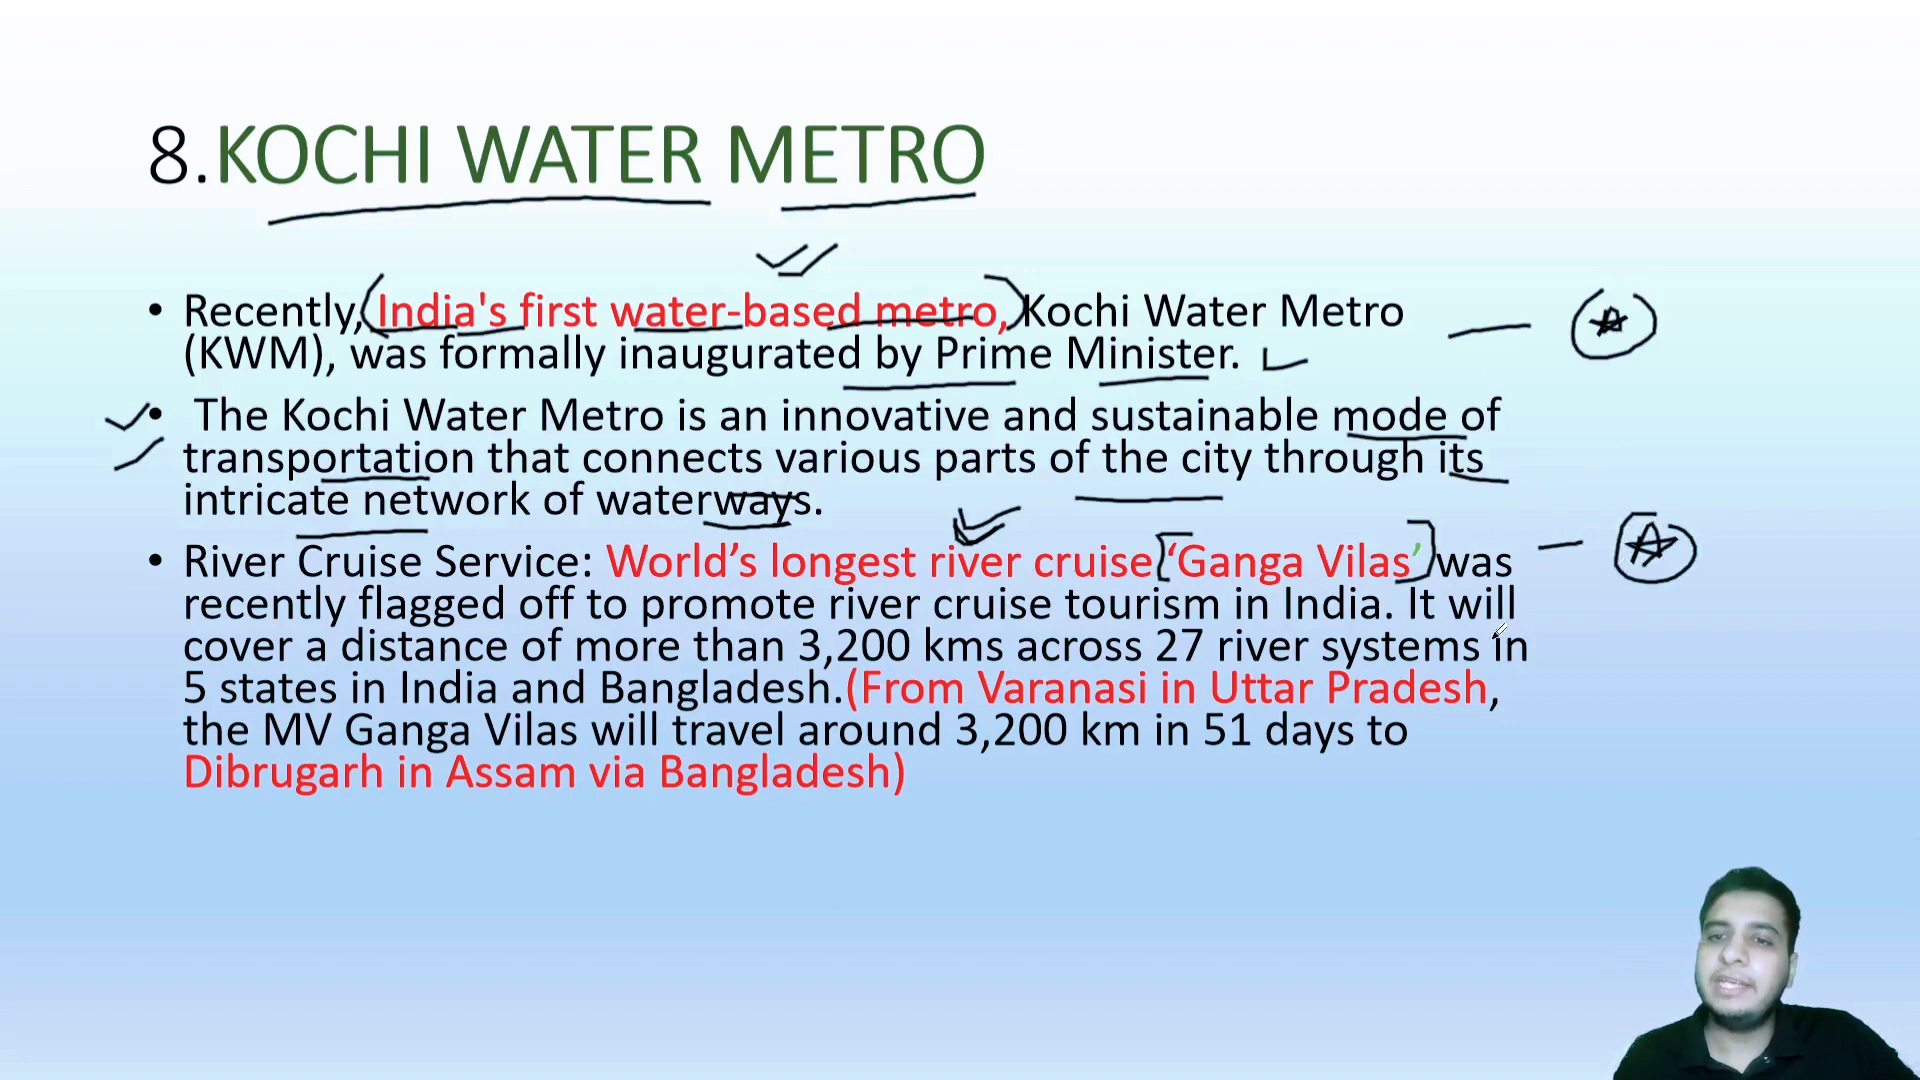 8.KOCHI WATER METRO
• Recently, India's first water-based metro, Kochi Water Metro
(KWM), was formally inaugurated by Prime Minister.
• The Kochi Water Metro is an innovative and sustainable mode of
transportation that connects various parts of the city through its
intricate network of waterways.
• River Cruise Service: World’s longest river cruise ‘Ganga Vilas’ was
recently flagged off to promote river cruise tourism in India. It will
cover a distance of more than 3,200 kms across 27 river systems in
5 states in India and Bangladesh.(From Varanasi in Uttar Pradesh,
the MV Ganga Vilas will travel around 3,200 km in 51 days to
Dibrugarh in Assam via Bangladesh)